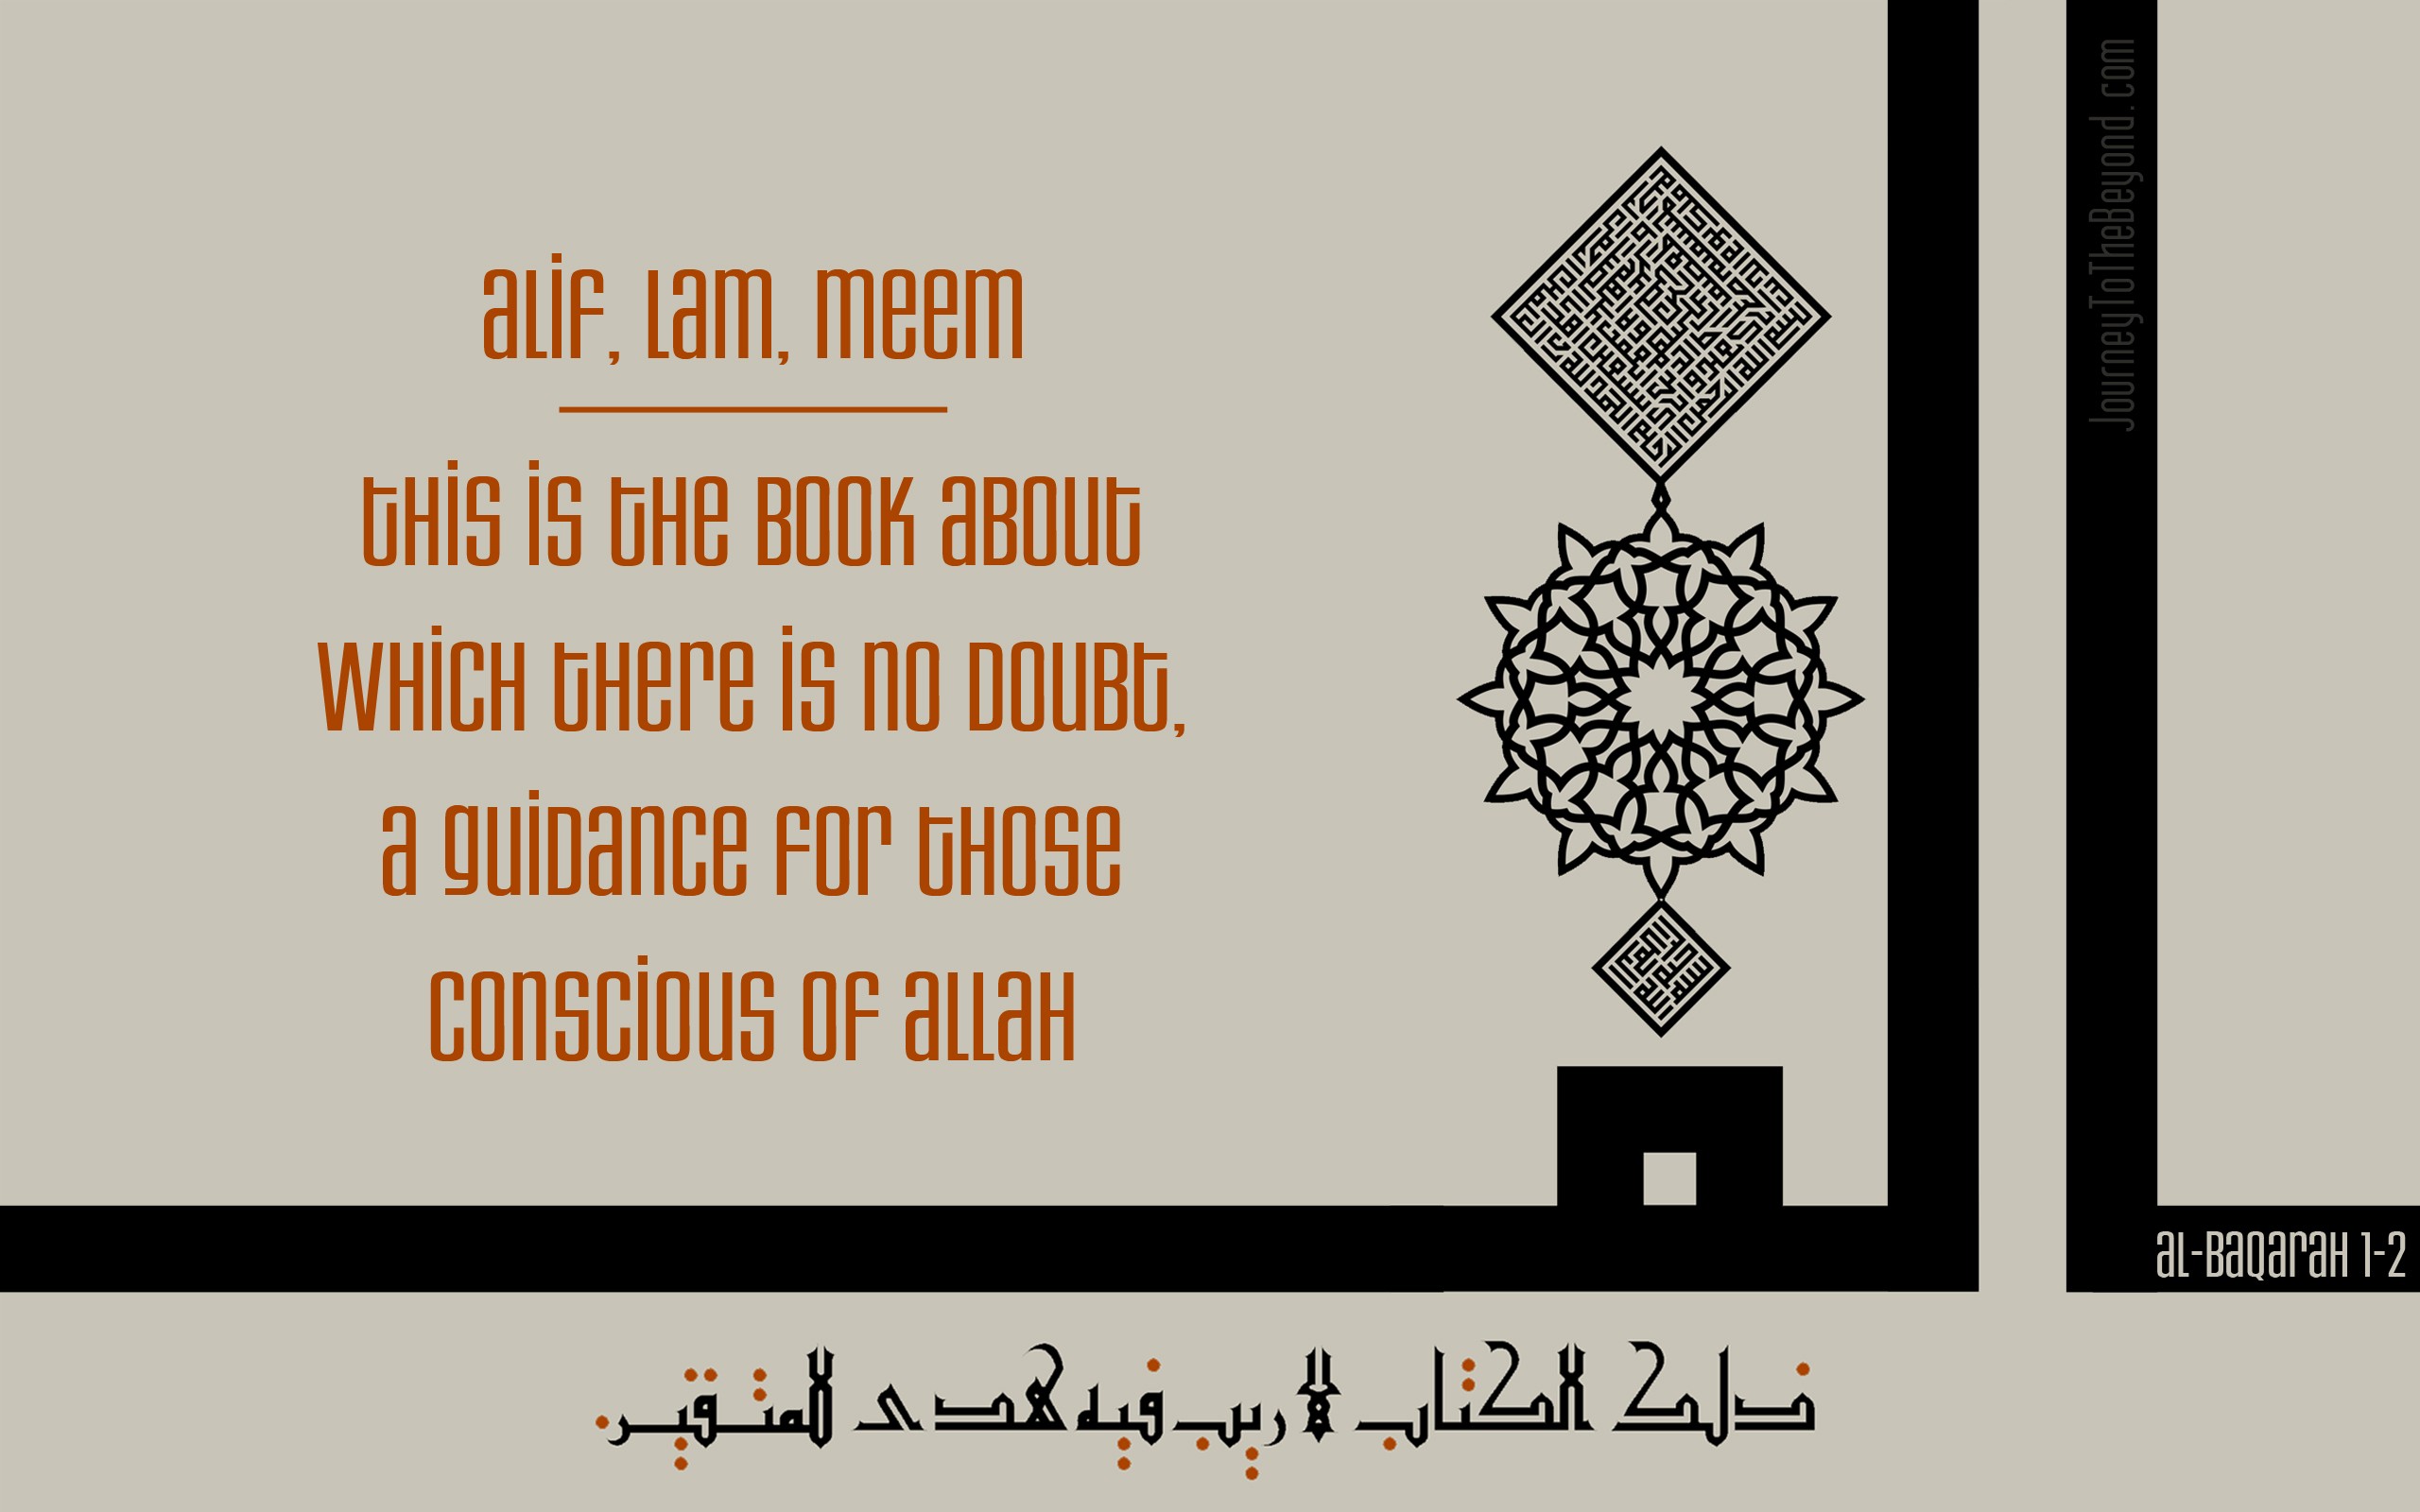 Alif, Lam, Meem
This is the Book about
Which there is no doubt,
a guidance for those
conscious of Allah
JourneyToTheBeyond.com
al-Baqarah 1-2
ذلك الكتاب لا ريب فيه هدى للمتقين